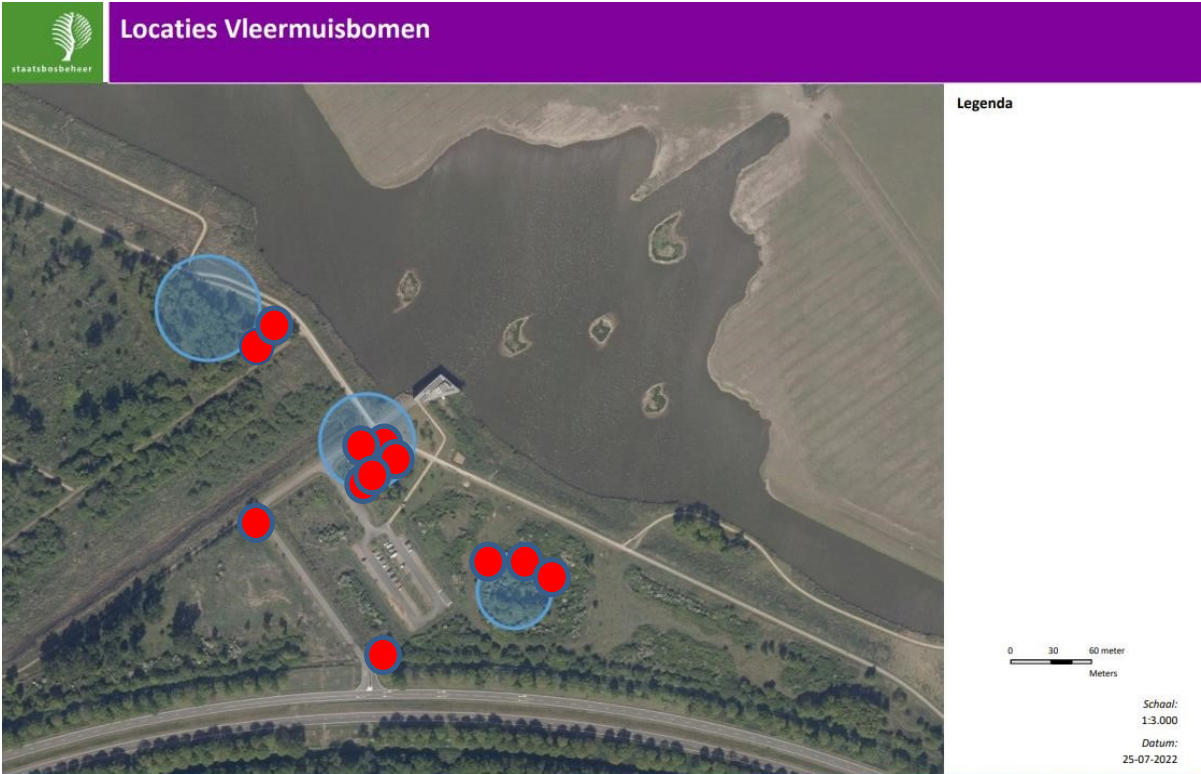 Locaties Vleermuisbomen
staatsbosbeheer
Legenda
0 30 60 meter
Meters
Schaal:
1:3.000
Datum:
25-07-2022